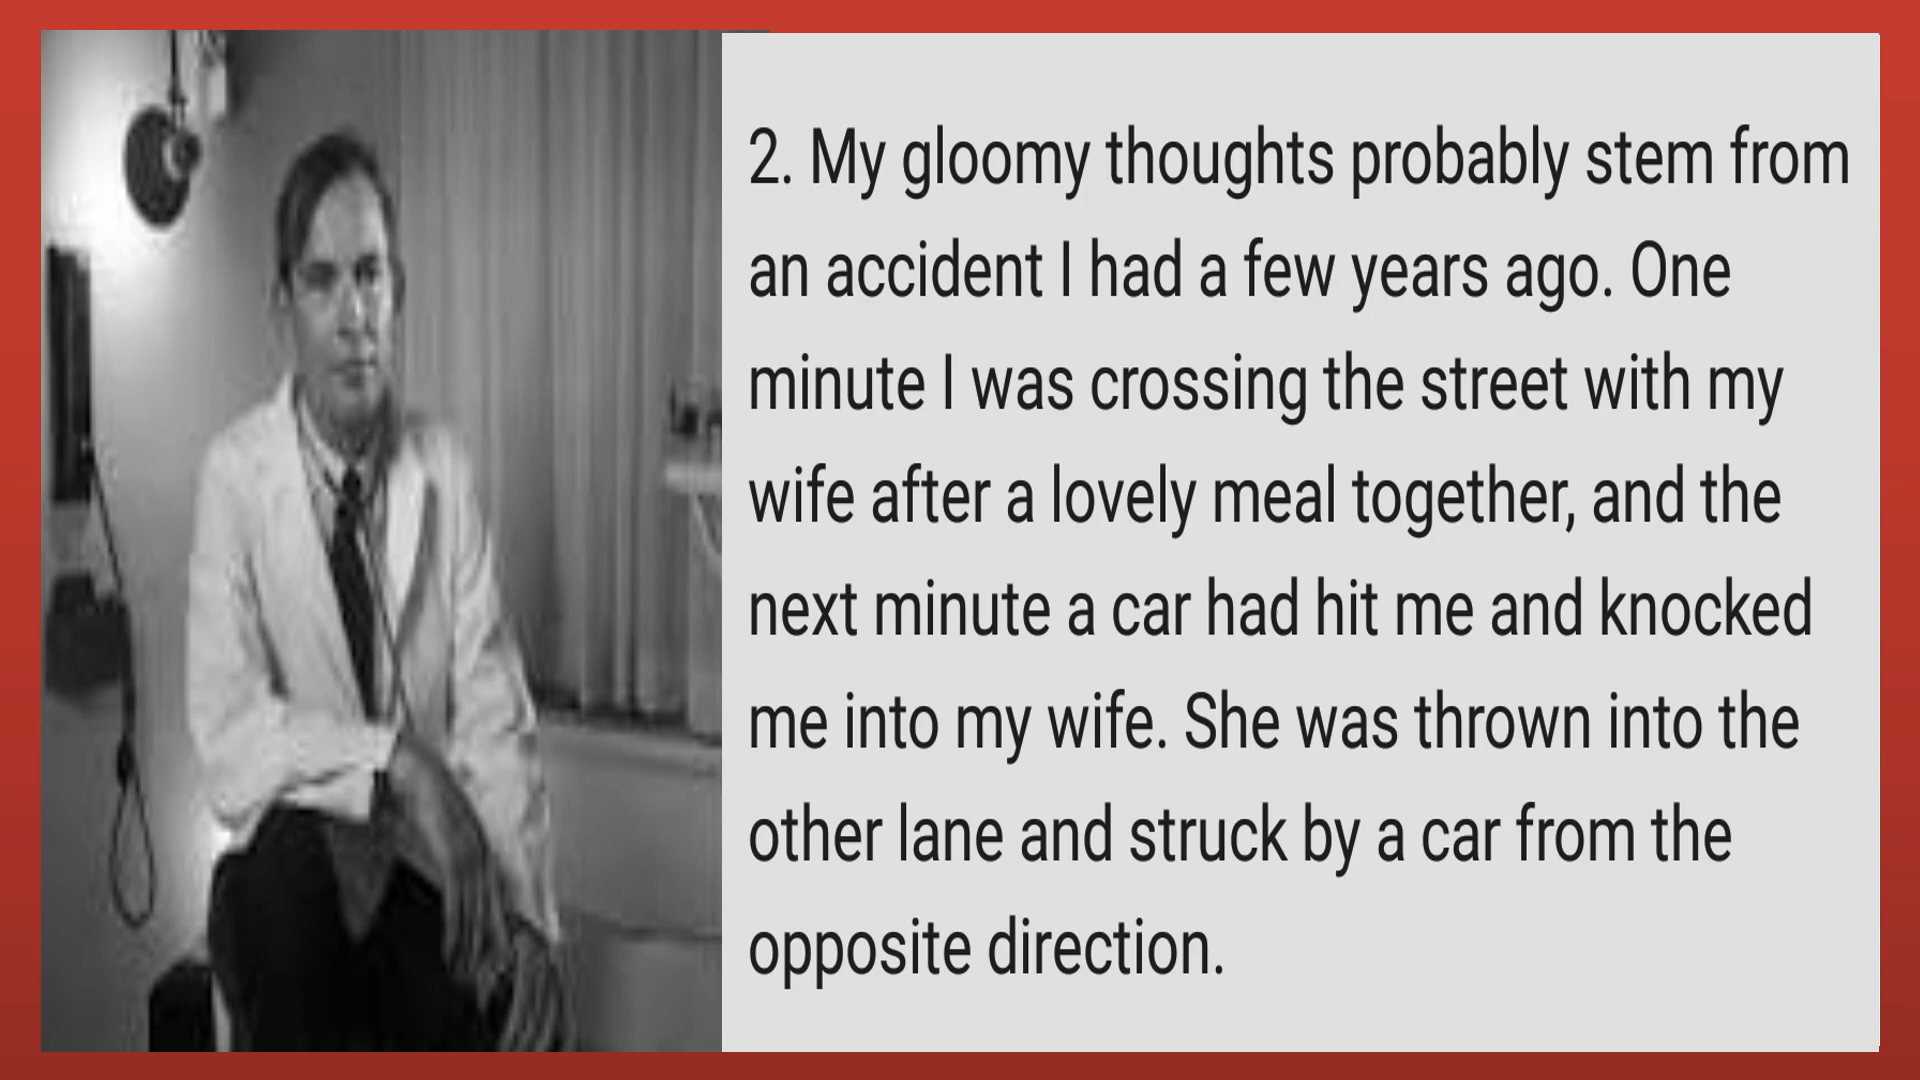 2. My gloomy thoughts probably stem from
an accident I had a few years ago. One
minute I was crossing the street with my
wife after a lovely meal together, and the
next minute a car had hit me and knocked
me into my wife. She was thrown into the
other lane and struck by a car from the
opposite direction.